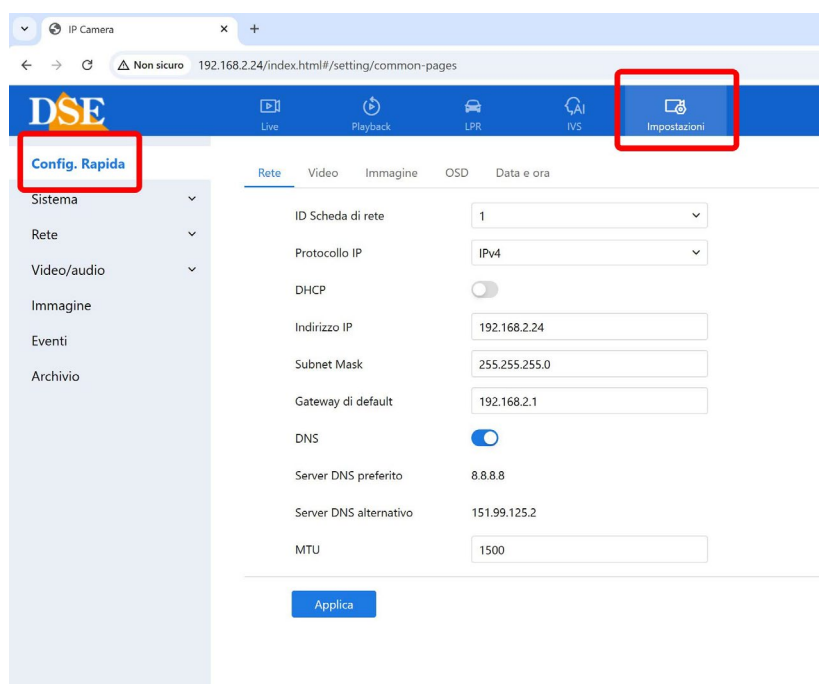 IP Camera
Non sicuro 192.168.2.24/index.html#/setting/common-pages
DSE
Live Playback LPR IVS Impostazioni
AI
Config. Rapida
Sistema
Rete
Video/audio
Immagine
Eventi
Archivio
Rete Video Immagine OSD Data e ora
ID Scheda di rete 1
Protocollo IP IPv4
DHCP
Indirizzo IP 192.168.2.24
Subnet Mask 255.255.255.0
Gateway di default 192.168.2.1
DNS
Server DNS preferito 8.8.8.8
Server DNS alternativo 151.99.125.2
MTU 1500
Applica